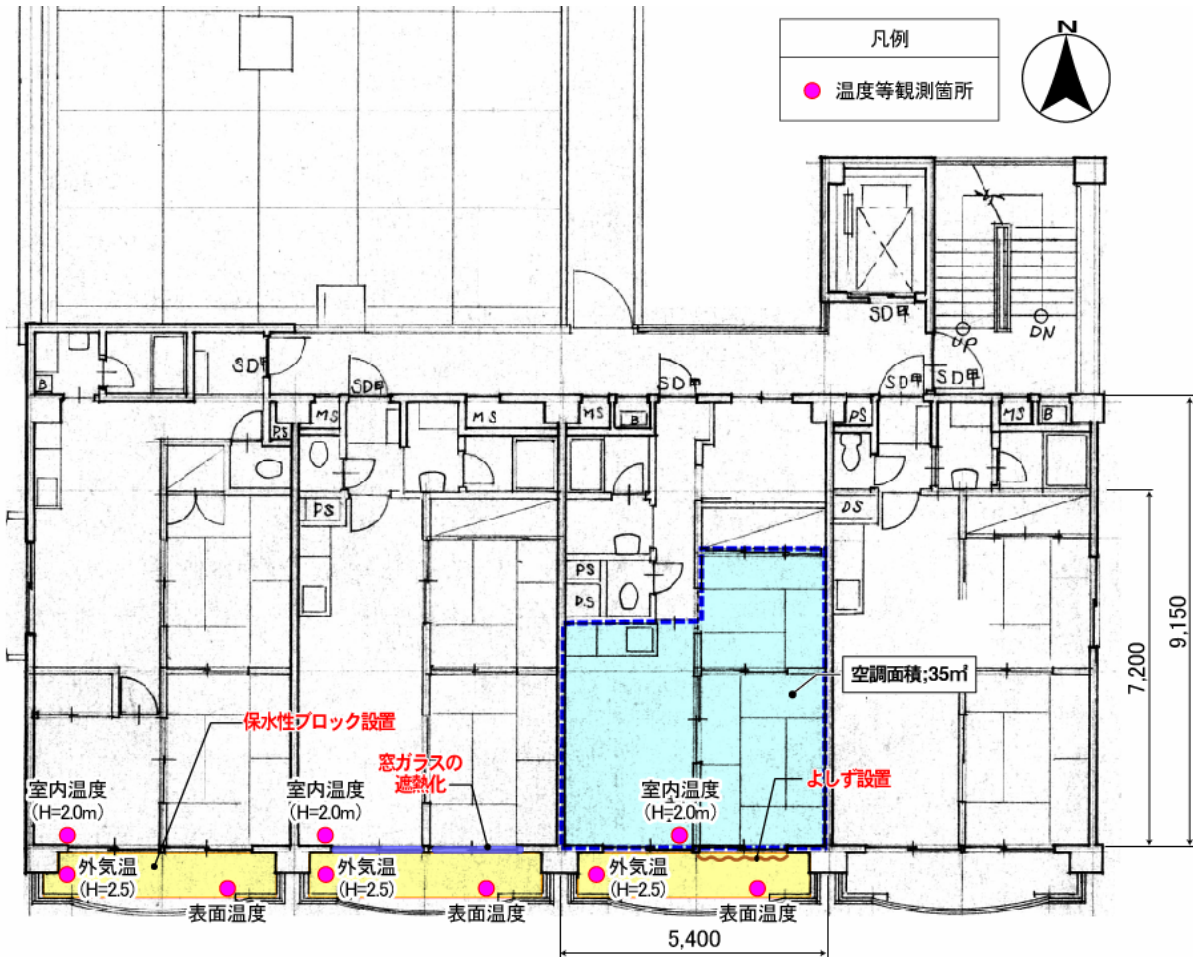 N
凡例
温度等観測箇所
SD甲
UP
DN
B
SD甲
SD甲
SD甲
SD甲
SD甲
PS
MS
MS
MS
B
PS
MS
B
PS
PS
D.S
DS
7,200
9,150
空調面積;35㎡
保水性ブロック設置
窓ガラスの
遮熱化
よしず設置
室内温度
(H=2.0m)
室内温度
(H=2.0m)
室内温度
(H=2.0m)
外気温
(H=2.5)
外気温
(H=2.5)
外気温
(H=2.5)
表面温度
表面温度
表面温度
5,400